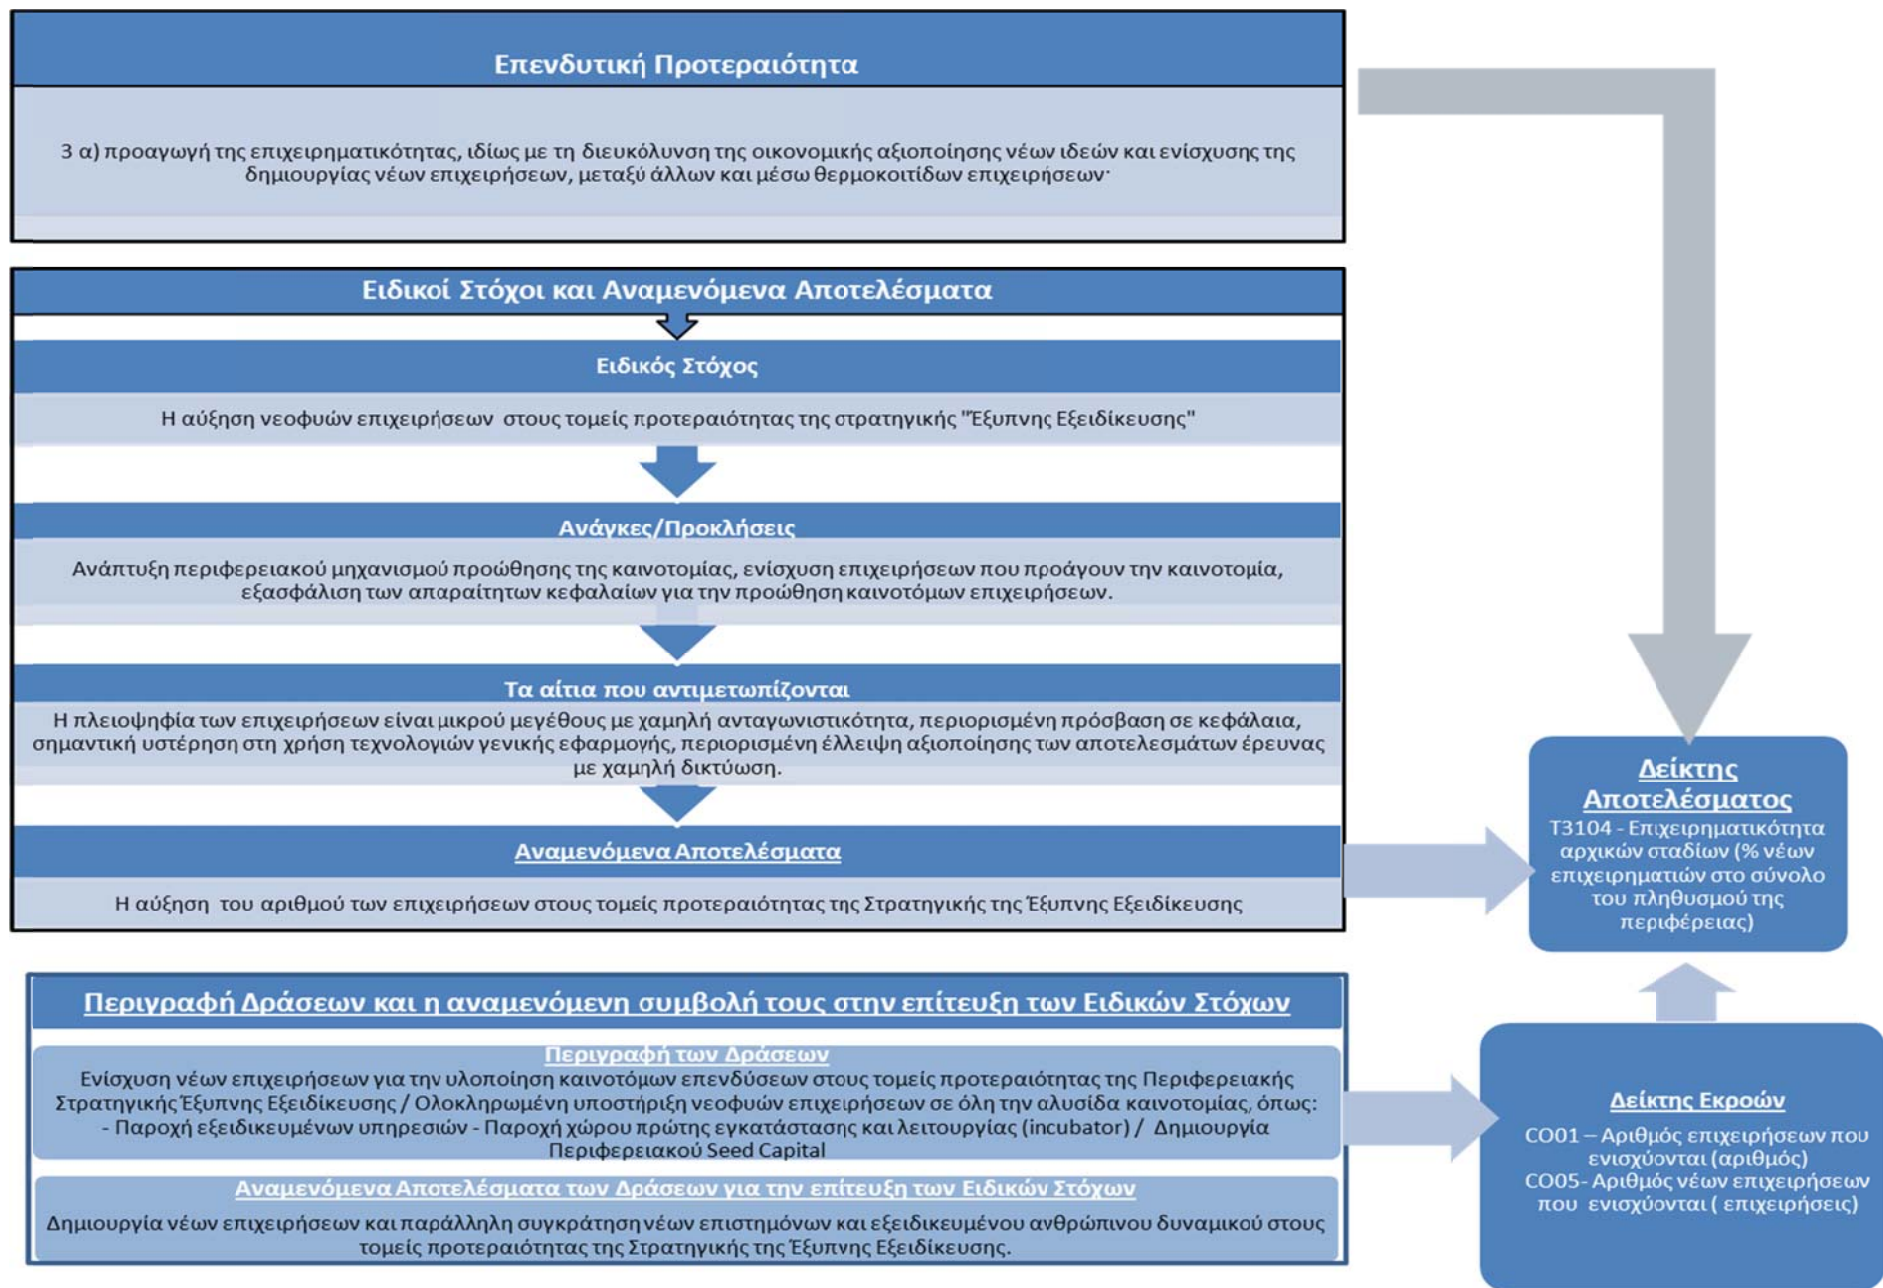 Επενδυτική Προτεραιότητα
3 α) προαγωγή της επιχειρηματικότητας, ιδίως με τη διευκόλυνση της οικονομικής αξιοποίησης νέων ιδεών και ενίσχυσης της
δημιουργίας νέων επιχειρήσεων, μεταξύ άλλων και μέσω θερμοκοιτίδων επιχειρήσεων·
Ειδικοί Στόχοι και Αναμενόμενα Αποτελέσματα
Ειδικός Στόχος
Η αύξηση νεοφυών επιχειρήσεων στους τομείς προτεραιότητας της στρατηγικής "Έξυπνης Εξειδίκευσης"
Ανάγκες/Προκλήσεις
Ανάπτυξη περιφερειακού μηχανισμού προώθησης της καινοτομίας, ενίσχυση επιχειρήσεων που προάγουν την καινοτομία,
εξασφάλιση των απαραίτητων κεφαλαίων για την προώθηση καινοτόμων επιχειρήσεων.
Τα αίτια που αντιμετωπίζονται
Η πλειοψηφία των επιχειρήσεων είναι μικρού μεγέθους με χαμηλή ανταγωνιστικότητα, περιορισμένη πρόσβαση σε κεφάλαια,
σημαντική υστέρηση στη χρήση τεχνολογιών γενικής εφαρμογής, περιορισμένη έλλειψη αξιοποίησης των αποτελεσμάτων έρευνας
με χαμηλή δικτύωση.
Αναμενόμενα Αποτελέσματα
Η αύξηση του αριθμού των επιχειρήσεων στους τομείς προτεραιότητας της Στρατηγικής της Έξυπνης Εξειδίκευσης
Δείκτης
Αποτελέσματος
Τ3104 - Επιχειρηματικότητα
αρχικών σταδίων (% νέων
επιχειρηματιών στο σύνολο
του πληθυσμού της
περιφέρειας)
Περιγραφή Δράσεων και η αναμενόμενη συμβολή τους στην επίτευξη των Ειδικών Στόχων
Περιγραφή των Δράσεων
Ενίσχυση νέων επιχειρήσεων για την υλοποίηση καινοτόμων επενδύσεων στους τομείς προτεραιότητας της Περιφερειακής
Στρατηγικής Έξυπνης Εξειδίκευσης / Ολοκληρωμένη υποστήριξη νεοφυών επιχειρήσεων σε όλη την αλυσίδα καινοτομίας, όπως:
- Παροχή εξειδικευμένων υπηρεσιών - Παροχή χώρου πρώτης εγκατάστασης και λειτουργίας (incubator) / Δημιουργία
Περιφερειακού Seed Capital
Αναμενόμενα Αποτελέσματα των Δράσεων για την επίτευξη των Ειδικών Στόχων
Δημιουργία νέων επιχειρήσεων και παράλληλη συγκράτηση νέων επιστημόνων και εξειδικευμένου ανθρώπινου δυναμικού στους
τομείς προτεραιότητας της Στρατηγικής της Έξυπνης Εξειδίκευσης.
Δείκτης Εκροών
CO01 – Αριθμός επιχειρήσεων που
ενισχύονται (αριθμός)
CO05- Αριθμός νέων επιχειρήσεων
που ενισχύονται ( επιχειρήσεις)